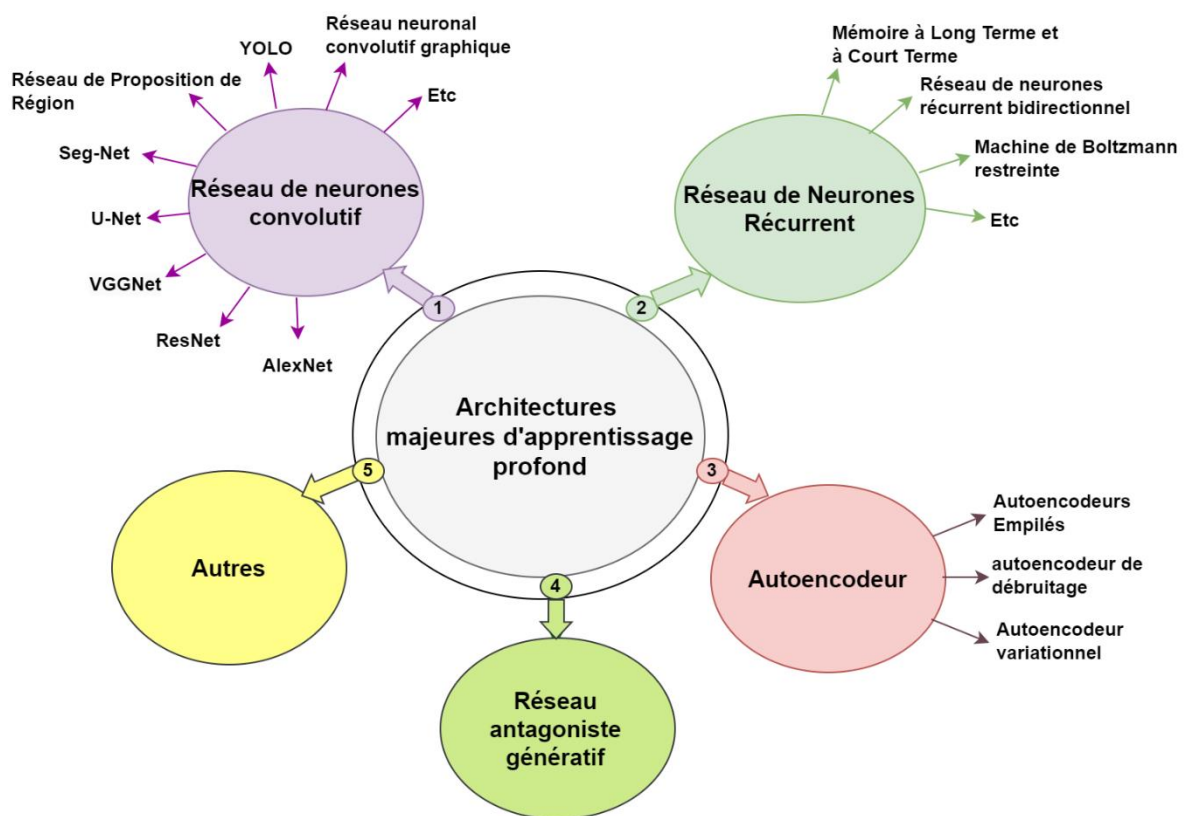 Réseau neuronal
convolutif graphique
YOLO
Réseau de Proposition de
Région
Etc
Seg-Net
U-Net
VGGNet
ResNet
AlexNet
Réseau de neurones
convolutif
1
Mémoire à Long Terme et
à Court Terme
Réseau de neurones
récurrent bidirectionnel
Machine de Boltzmann
restreinte
Etc
Réseau de Neurones
Récurrent
2
Architectures
majeures d'apprentissage
profond
3
Autoencodeur
Autoencodeurs
Empilés
autoencodeur de
débruitage
Autoencodeur
variationnel
4
Réseau
antagoniste
génératif
5
Autres